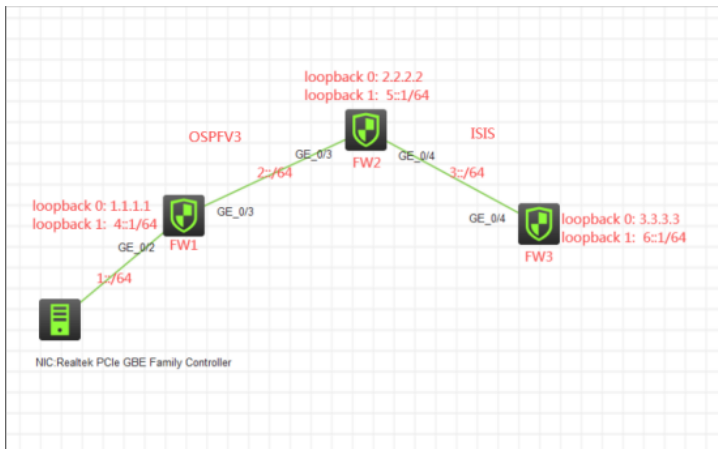 loopback 0: 2.2.2.2
loopback 1: 5::1/64
OSPFV3
ISIS
GE_0/3
GE_0/4
FW2
2::/64
3::/64
loopback 0: 1.1.1.1
loopback 1: 4::1/64
GE_0/3
GE_0/4
loopback 0: 3.3.3.3
loopback 1: 6::1/64
GE_0/2
FW1
FW3
1::/64
NIC:Realtek PCIe GBE Family Controller